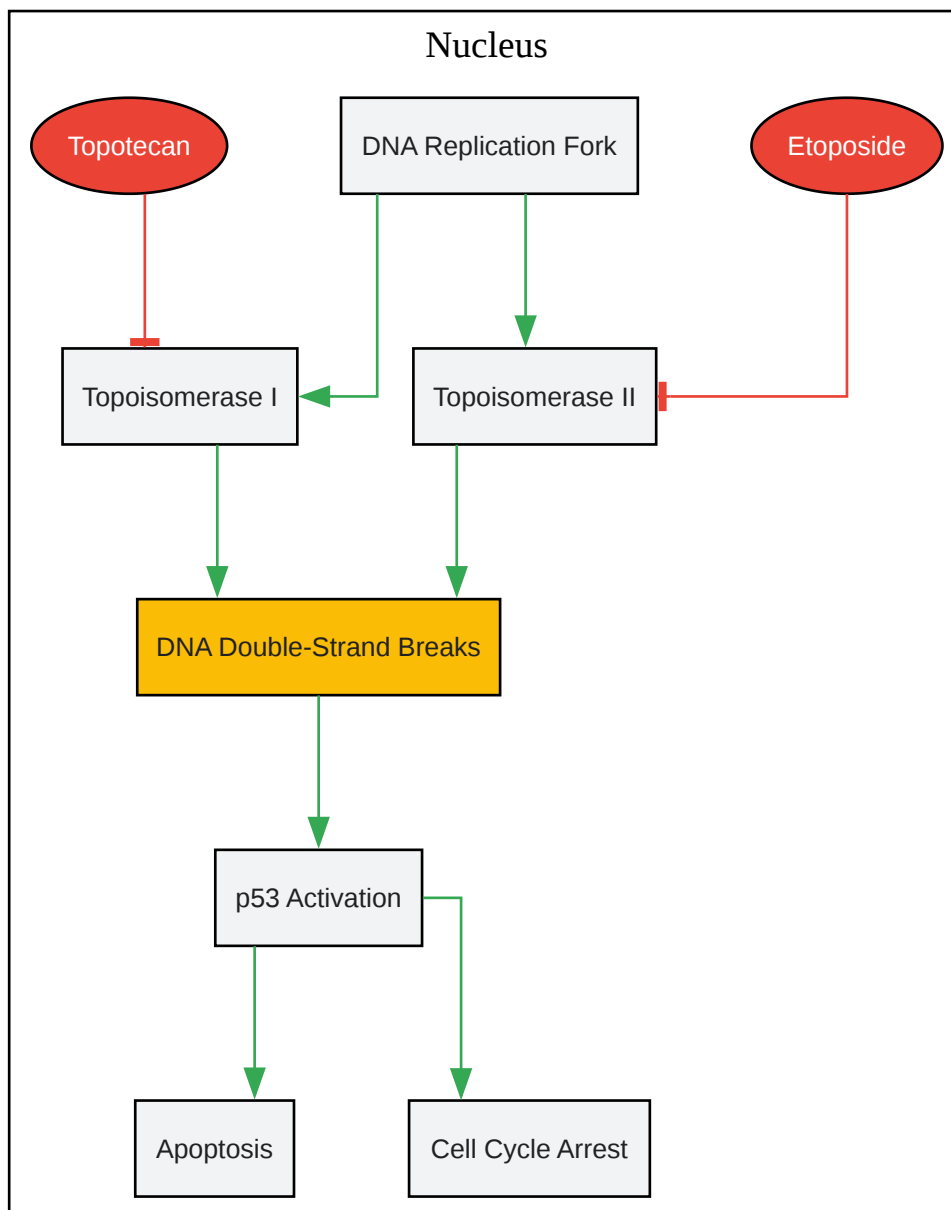 Nucleus
Topotecan
DNA Replication Fork
Etoposide
Topoisomerase I
Topoisomerase II
DNA Double-Strand Breaks
p53 Activation
Apoptosis
Cell Cycle Arrest